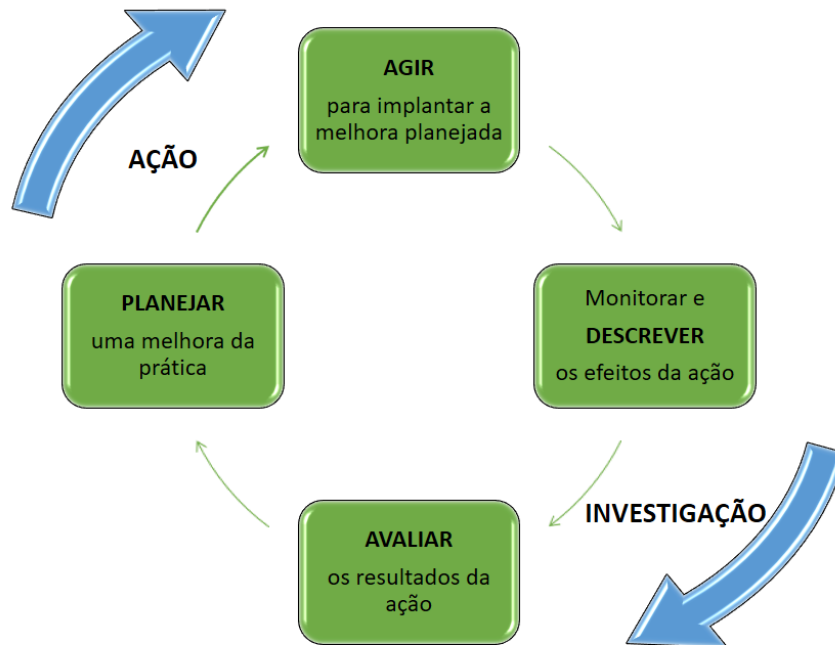 AGIR
para implantar a
melhora planejada
AÇÃO
PLANEJAR
uma melhora da
prática
Monitorar e
DESCREVER
os efeitos da ação
INVESTIGAÇÃO
AVALIAR
os resultados da
ação